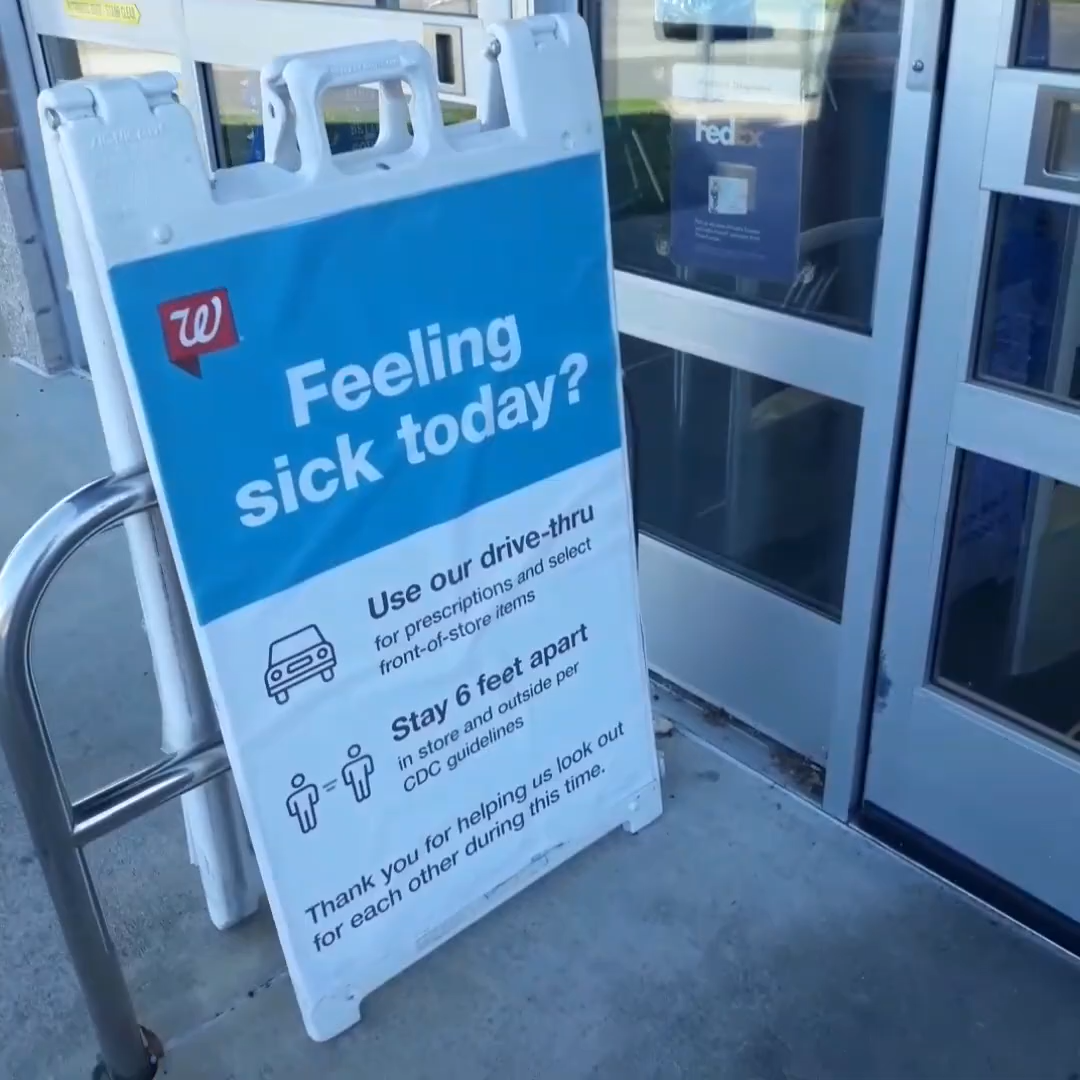 FedEx
W
Feeling
sick today?
Use our drive-thru
for prescriptions and select
front-of-store items
Stay 6 feet apart
in store and outside per
CDC guidelines
Thank you for helping us look out
for each other during this time.